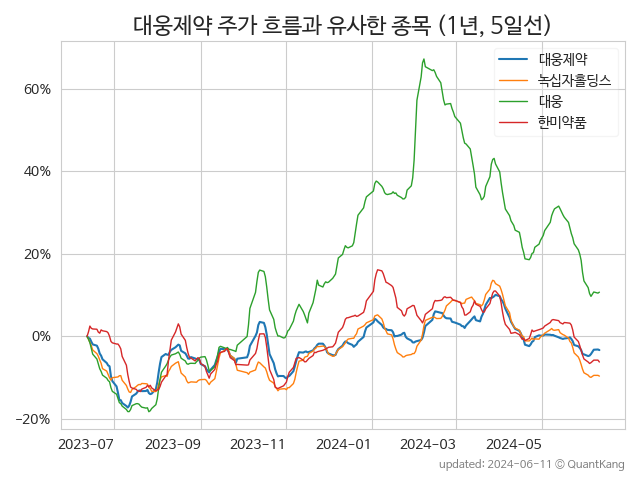 대웅제약 주가 흐름과 유사한 종목 (1년, 5일선)
대웅제약
녹십자홀딩스
대웅
한미약품
60%
40%
20%
0%
−20%
2023-07
2023-09
2023-11
2024-01
2024-03
2024-05
updated: 2024-06-11 © QuantKang